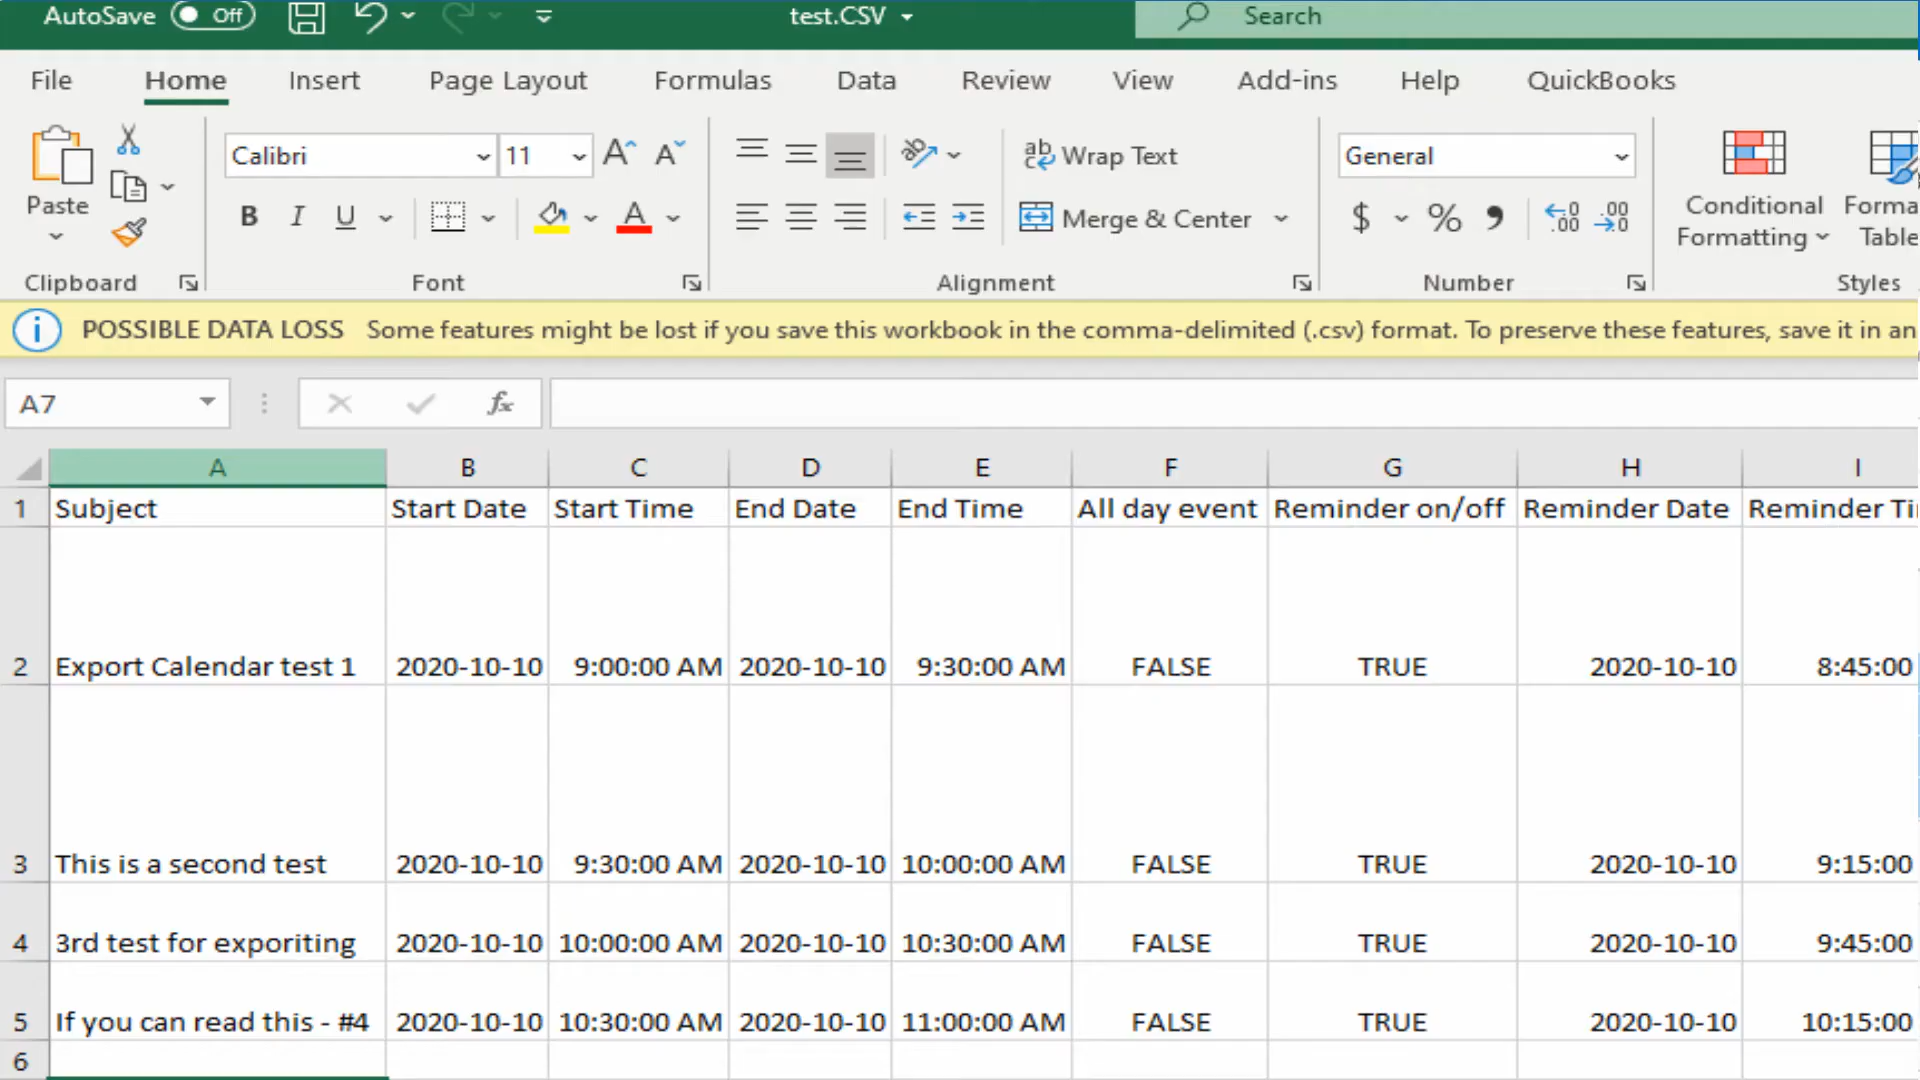 AutoSave Off test.CSV Search
File Home Insert Page Layout Formulas Data Review View Add-ins Help QuickBooks
Paste Calibri 11 Wrap Text General Conditional
B I U A Merge & Center $ % Formatting Table
Clipboard Font Alignment Number Styles
POSSIBLE DATA LOSS Some features might be lost if you save this workbook in the comma-delimited (.csv) format. To preserve these features, save it in an
A7 fx
A B C D E F G H I
1 Subject Start Date Start Time End Date End Time All day event Reminder on/off Reminder Date Reminder
2 Export Calendar test 1 2020-10-10 9:00:00 AM 2020-10-10 9:30:00 AM FALSE TRUE 2020-10-10 8:45:00
3 This is a second test 2020-10-10 9:30:00 AM 2020-10-10 10:00:00 AM FALSE TRUE 2020-10-10 9:15:00
4 3rd test for exporiting 2020-10-10 10:00:00 AM 2020-10-10 10:30:00 AM FALSE TRUE 2020-10-10 9:45:00
5 If you can read this - #4 2020-10-10 10:30:00 AM 2020-10-10 11:00:00 AM FALSE TRUE 2020-10-10 10:15:00
6